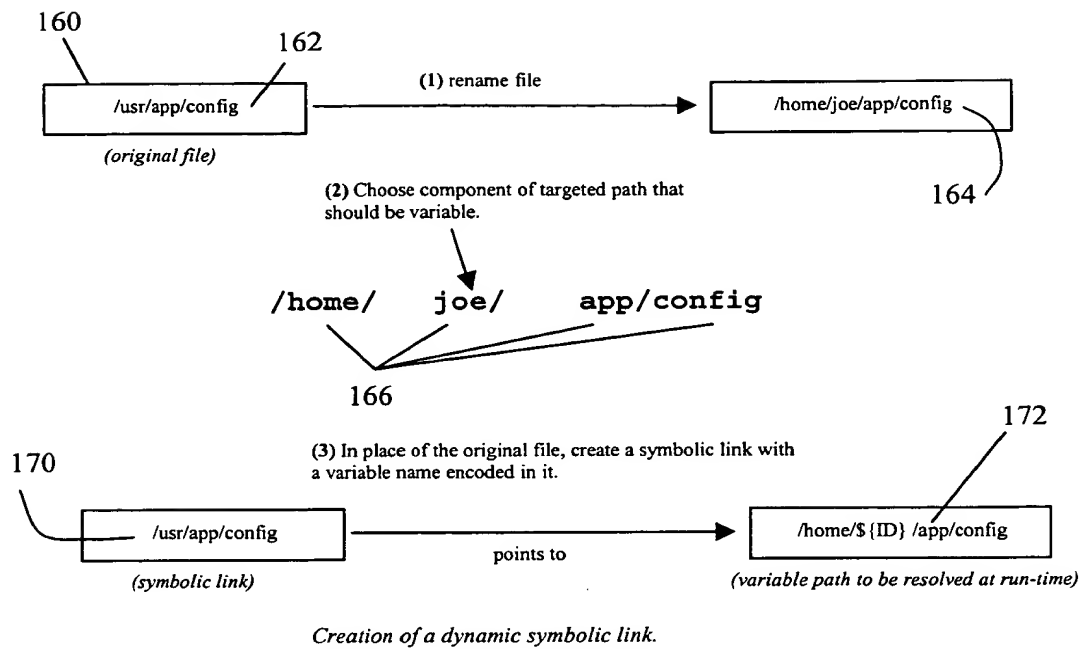 160
162
/usr/app/config
(1) rename file
/home/joe/app/config
(original file)
164
(2) Choose component of targeted path that
should be variable.
/home/ joe/ app/config
166
172
(3) In place of the original file, create a symbolic link with
a variable name encoded in it.
170
/usr/app/config
points to
/home/${ID} /app/config
(symbolic link)
(variable path to be resolved at run-time)
Creation of a dynamic symbolic link.